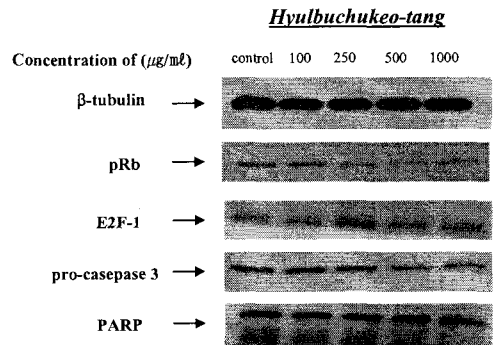 Hyulbuchukeo-tang
Concentration of (μg/㎖) control 100 250 500 1000
β-tubulin
pRb
E2F-1
pro-casepase 3
PARP